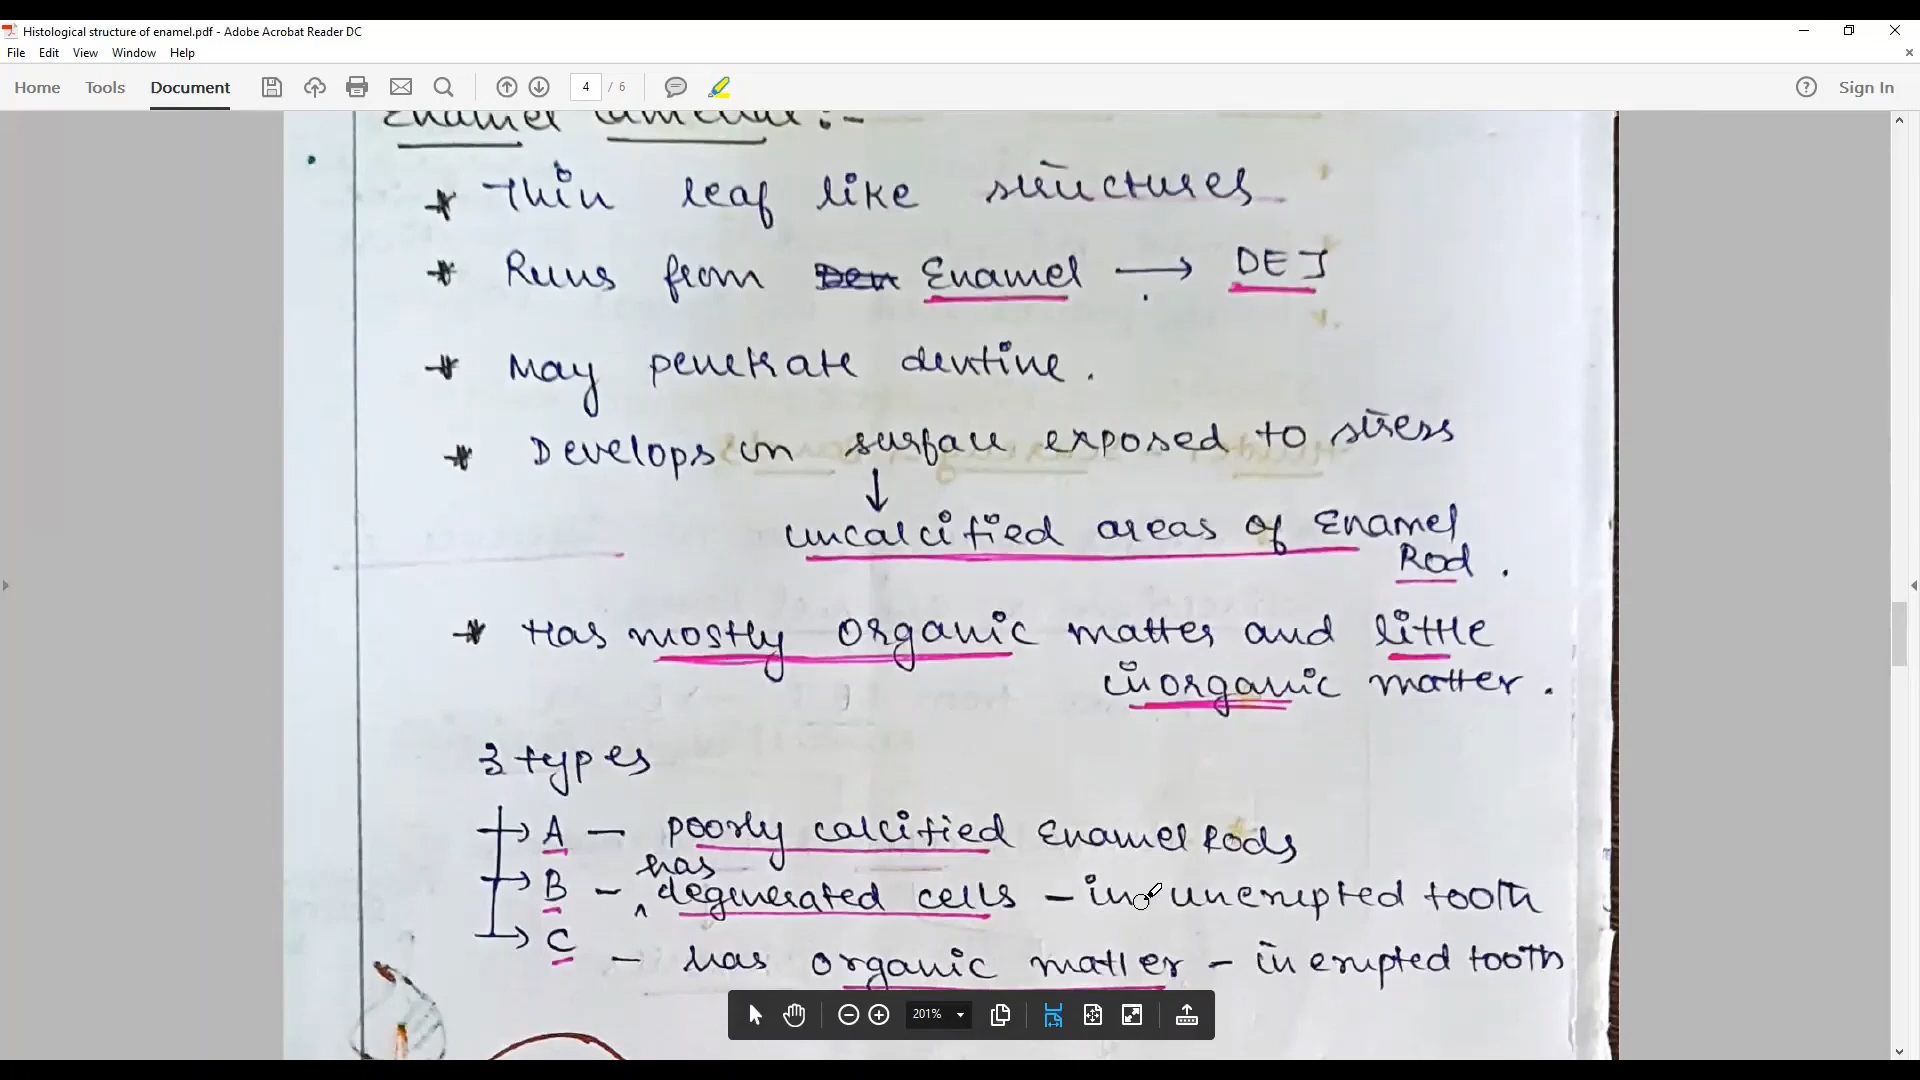 Histological structure of enamel.pdf - Adobe Acrobat Reader DC
File Edit View Window Help
Home Tools Document 4 / 6 Sign In
Enamel Lamellae :-
* Thin leaf like structures
* Runs from Enamel → DEJ
* May penetrate dentine.
* Develops in surface exposed to stress
↓
uncalcified areas of Enamel
Rod.
* Has mostly organic matter and little
inorganic matter.
3 types
→ A — poorly calcified Enamel Rods
has
→ B - ^ degenerated cells - in unerupted tooth
→ C - has organic matter - in erupted tooth
201%